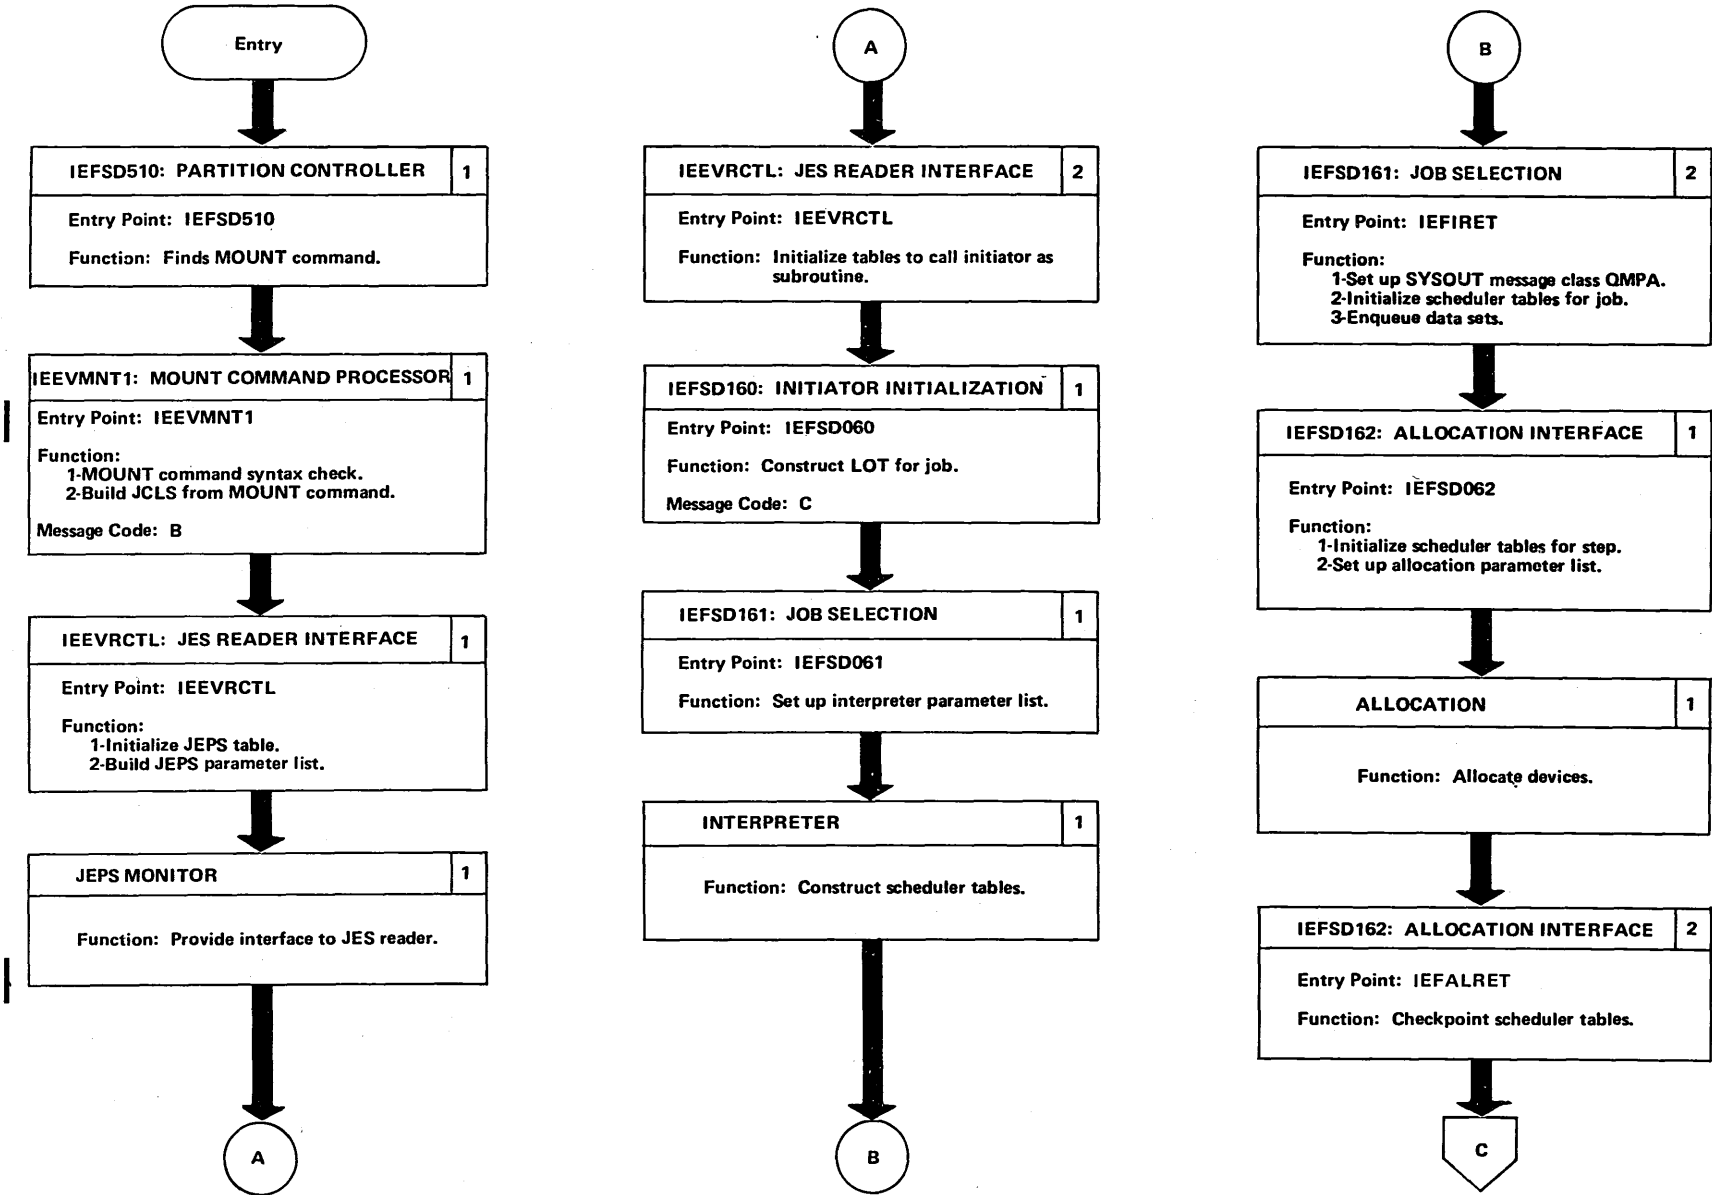 Entry
IEFSD510: PARTITION CONTROLLER 1
Entry Point: IEFSD510
Function: Finds MOUNT command.
IEEVMNT1: MOUNT COMMAND PROCESSOR 1
Entry Point: IEEVMNT1
Function:
1-MOUNT command syntax check.
2-Build JCLS from MOUNT command.
Message Code: B
IEEVRCTL: JES READER INTERFACE 1
Entry Point: IEEVRCTL
Function:
1-Initialize JEPS table.
2-Build JEPS parameter list.
JEPS MONITOR 1
Function: Provide interface to JES reader.
A
A
IEEVRCTL: JES READER INTERFACE 2
Entry Point: IEEVRCTL
Function: Initialize tables to call initiator as
subroutine.
IEFSD160: INITIATOR INITIALIZATION 1
Entry Point: IEFSD060
Function: Construct LOT for job.
Message Code: C
IEFSD161: JOB SELECTION 1
Entry Point: IEFSD061
Function: Set up interpreter parameter list.
INTERPRETER 1
Function: Construct scheduler tables.
B
B
IEFSD161: JOB SELECTION 2
Entry Point: IEFIRET
Function:
1-Set up SYSOUT message class QMPA.
2-Initialize scheduler tables for job.
3-Enqueue data sets.
IEFSD162: ALLOCATION INTERFACE 1
Entry Point: IEFSD062
Function:
1-Initialize scheduler tables for step.
2-Set up allocation parameter list.
ALLOCATION 1
Function: Allocate devices.
IEFSD162: ALLOCATION INTERFACE 2
Entry Point: IEFALRET
Function: Checkpoint scheduler tables.
C